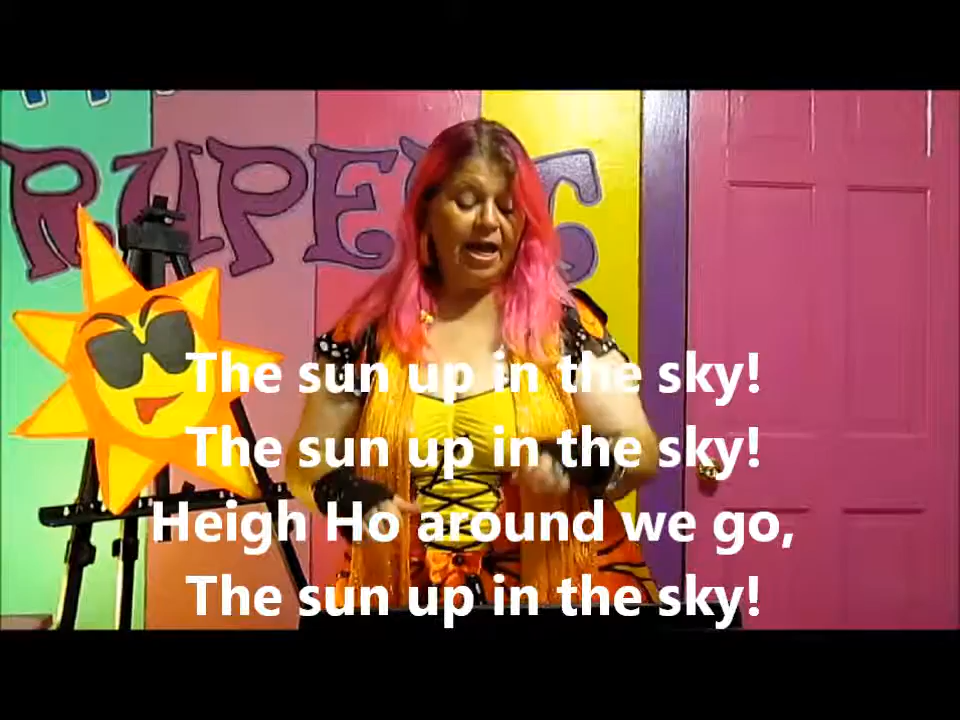 RUPERT
The sun up in the sky!
The sun up in the sky!
Heigh Ho around we go,
The sun up in the sky!